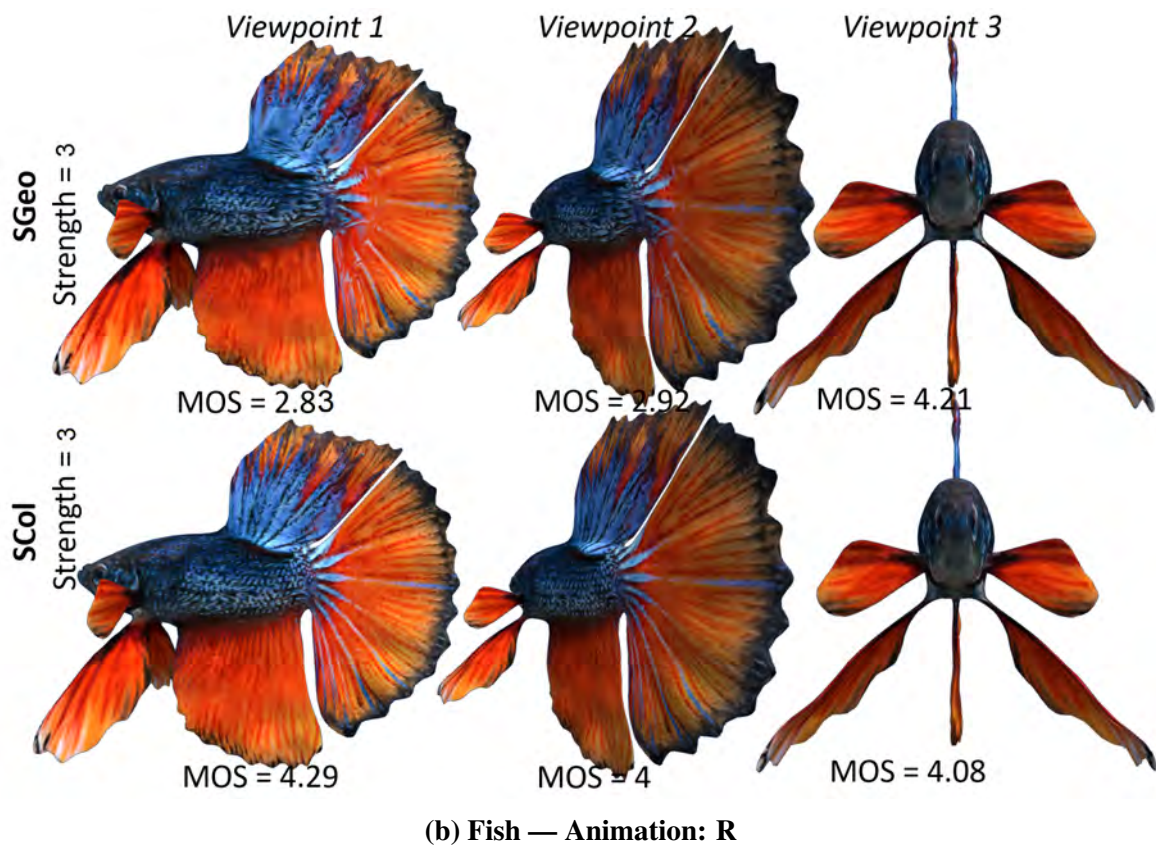 Viewpoint 1
Viewpoint 2
Viewpoint 3
SGeo
Strength = 3
MOS = 2.83
MOS = 2.92
MOS = 4.21
SCol
Strength = 3
MOS = 4.29
MOS = 4
MOS = 4.08
(b) Fish — Animation: R